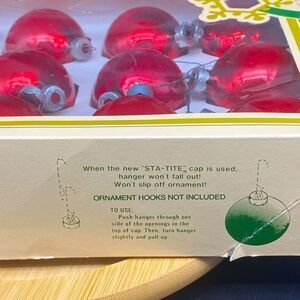 When the new "STA-TITE" cap is used,
hanger won't fall out!
Won't slip off ornament!
ORNAMENT HOOKS NOT INCLUDED
TO USE:
Push hanger through one
side of the openings in the
top of cap. Then, turn hanger
slightly and pull up.